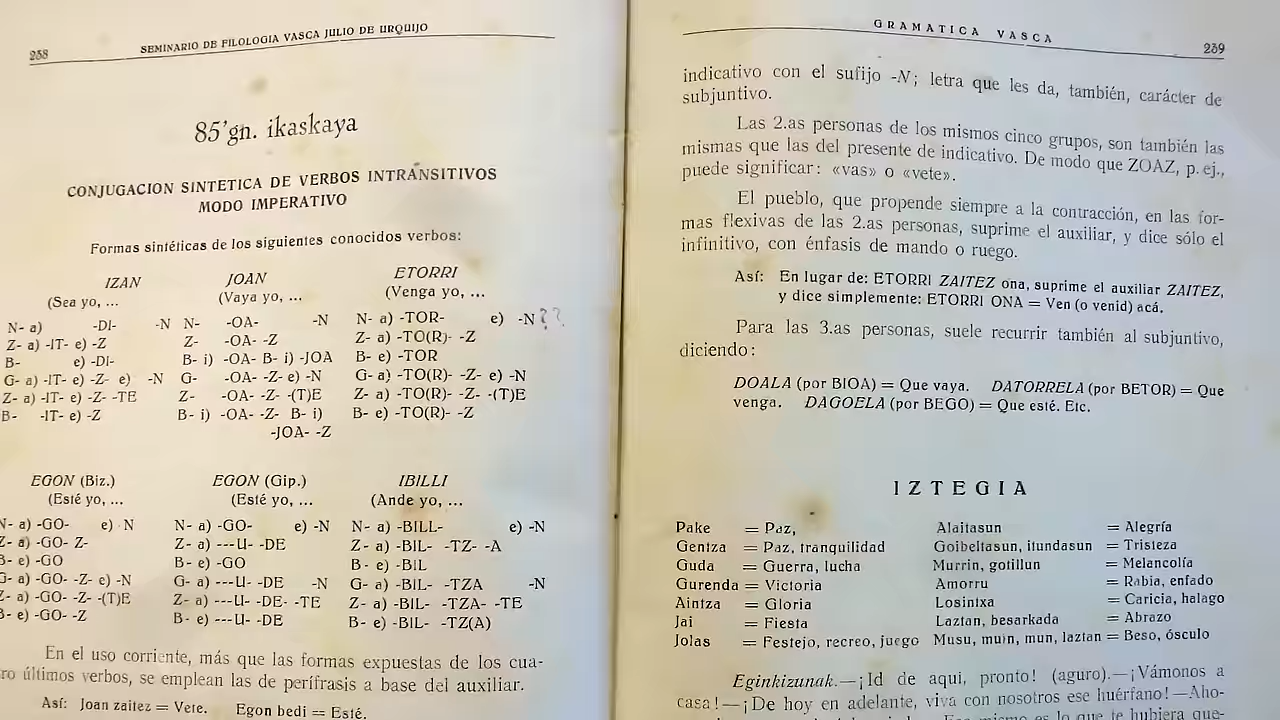 258
SEMINARIO DE FILOLOGIA VASCA JULIO DE URQUIJO
85'gn. ikaskaya
CONJUGACION SINTETICA DE VERBOS INTRANSITIVOS
MODO IMPERATIVO
Formas sintéticas de los siguientes conocidos verbos:
IZAN JOAN ETORRI
(Sea yo, ... (Vaya yo, ... (Venga yo, ...
N- a) -DI- -N N- -OA- -N N- a) -TOR- e) -N ??
Z- a) -IT- e) -Z Z- -OA- -Z Z- a) -TO(R)- -Z
B- e) -DI- B- i) -OA- B- i) -JOA B- e) -TOR
G- a) -IT- e) -Z- e) -N G- -OA- -Z- e) -N G- a) -TO(R)- -Z- e) -N
Z- a) -IT- e) -Z- -TE Z- -OA- -Z- -(T)E Z- a) -TO(R)- -Z- -(T)E
B- -IT- e) -Z B- i) -OA- -Z- B- i) B- e) -TO(R)- -Z
-JOA- -Z
EGON (Biz.) EGON (Gip.) IBILLI
(Esté yo, ... (Esté yo, ... (Ande yo, ...
N- a) -GO- e) - N N- a) -GO- e) -N N- a) -BILL- e) -N
Z- a) -GO- Z- Z- a) ---U- -DE Z- a) -BIL- -TZ- -A
B- e) -GO B- e) -GO B- e) -BIL
G- a) -GO- -Z- e) -N G- a) ---U- -DE -N G- a) -BIL- -TZA -N
Z- a) -GO- -Z- -(T)E Z- a) ---U- -DE- -TE Z- a) -BIL- -TZA- -TE
B- e) -GO- -Z B- e) ---U- -DE B- e) -BIL- -TZ(A)
En el uso corriente, más que las formas expuestas de los cua-
ro últimos verbos, se emplean las de perífrasis a base del auxiliar.
Así: Joan zaitez = Vete. Egon bedi = Esté.
GRAMATICA VASCA
259
indicativo con el sufijo -N; letra que les da, también, carácter de
subjuntivo.
Las 2.as personas de los mismos cinco grupos, son también las
mismas que las del presente de indicativo. De modo que ZOAZ, p. ej.,
puede significar: «vas» o «vete».
El pueblo, que propende siempre a la contracción, en las for-
mas flexivas de las 2.as personas, suprime el auxiliar, y dice sólo el
infinitivo, con énfasis de mando o ruego.
Así: En lugar de: ETORRI ZAITEZ ona, suprime el auxiliar ZAITEZ,
y dice simplemente: ETORRI ONA = Ven (o venid) acá.
Para las 3.as personas, suele recurrir también al subjuntivo,
diciendo:
DOALA (por BIOA) = Que vaya. DATORRELA (por BETOR) = Que
venga. DAGOELA (por BEGO) = Que esté. Etc.
IZTEGIA
Pake = Paz, Alaitasun = Alegría
Gentza = Paz, tranquilidad Goibeltasun, itundasun = Tristeza
Guda = Guerra, lucha Murrin, gotillun = Melancolía
Gurenda = Victoria Amorru = Rabia, enfado
Aintza = Gloria Losintxa = Caricia, halago
Jai = Fiesta Laztan, besarkada = Abrazo
Jolas = Festejo, recreo, juego Musu, muin, mun, laztan = Beso, ósculo
Eginkizunak.—¡Id de aquí, pronto! (aguro).—¡Vámonos a
casa!—¡De hoy en adelante, viva con nosotros ese huérfano!—Aho-